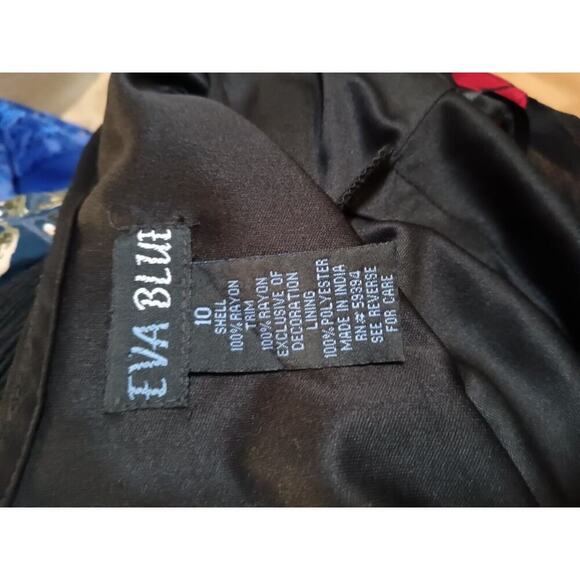 EVA BLUE
10
SHELL
100% RAYON
TRIM
100% RAYON
EXCLUSIVE OF
DECORATION
LINING
100% POLYESTER
MADE IN INDIA
RN# 59394
SEE REVERSE
FOR CARE